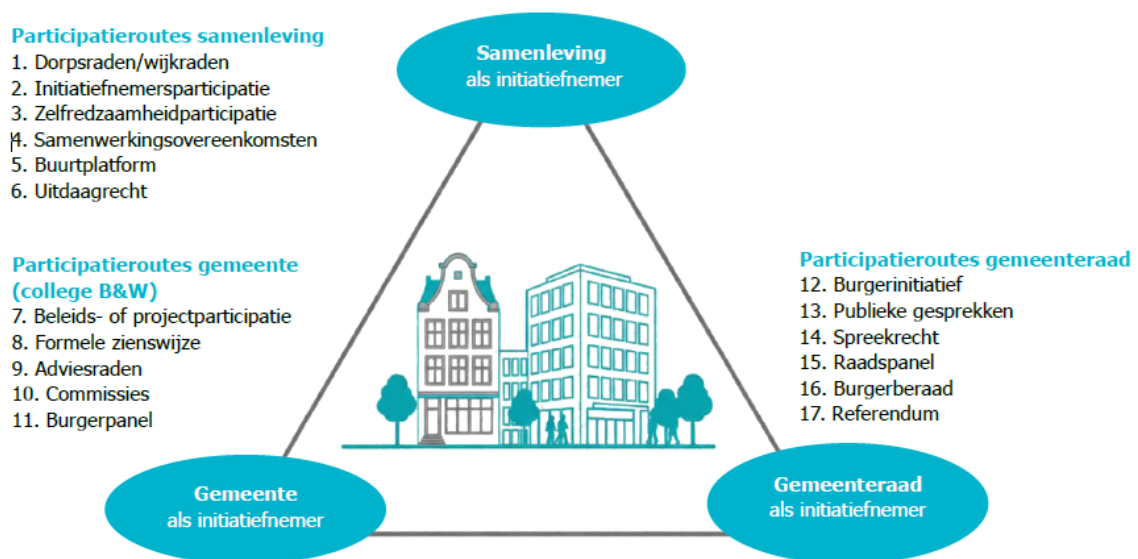 Participatieroutes samenleving
1. Dorpsraden/wijkraden
2. Initiatiefnemersparticipatie
3. Zelfredzaamheidparticipatie
4. Samenwerkingsovereenkomsten
5. Buurtplatform
6. Uitdaagrecht
Samenleving
als initiatiefnemer
Participatieroutes gemeente
(college B&W)
7. Beleids- of projectparticipatie
8. Formele zienswijze
9. Adviesraden
10. Commissies
11. Burgerpanel
Participatieroutes gemeenteraad
12. Burgerinitiatief
13. Publieke gesprekken
14. Spreekrecht
15. Raadspanel
16. Burgerberaad
17. Referendum
Gemeente
als initiatiefnemer
Gemeenteraad
als initiatiefnemer